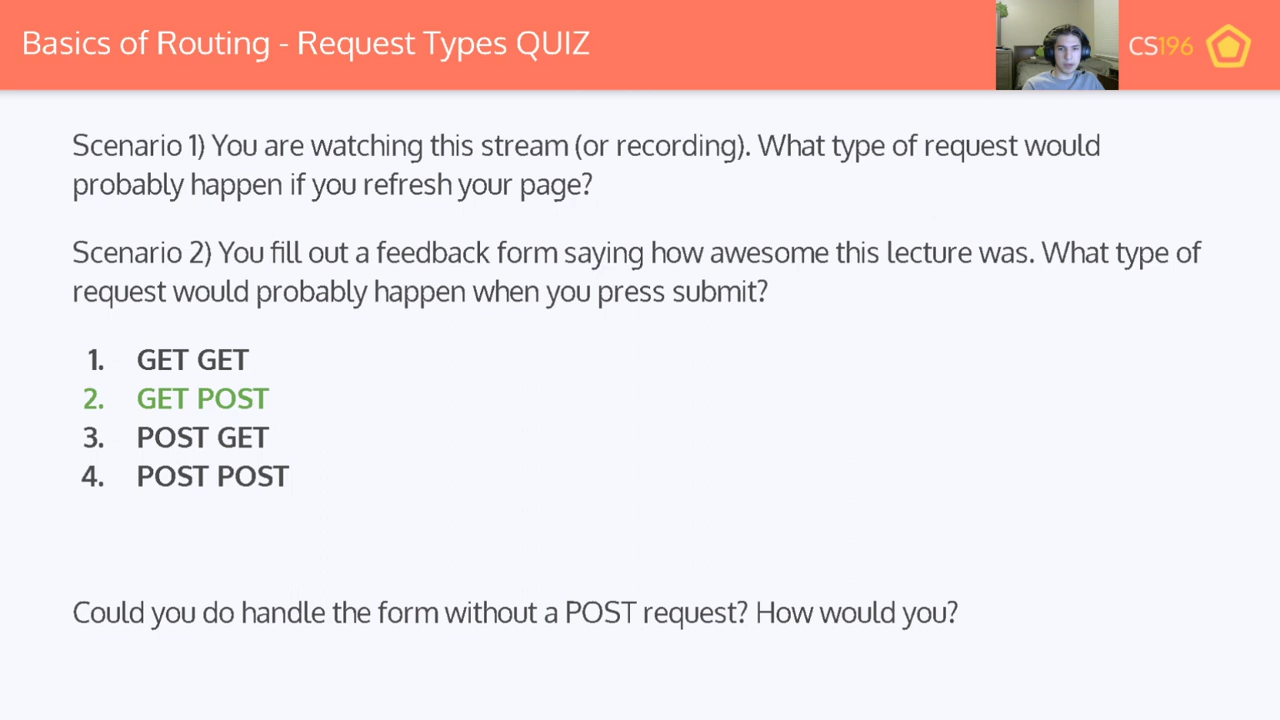 Basics of Routing - Request Types QUIZ
CS196
Scenario 1) You are watching this stream (or recording). What type of request would
probably happen if you refresh your page?
Scenario 2) You fill out a feedback form saying how awesome this lecture was. What type of
request would probably happen when you press submit?
1. GET GET
2. GET POST
3. POST GET
4. POST POST
Could you do handle the form without a POST request? How would you?